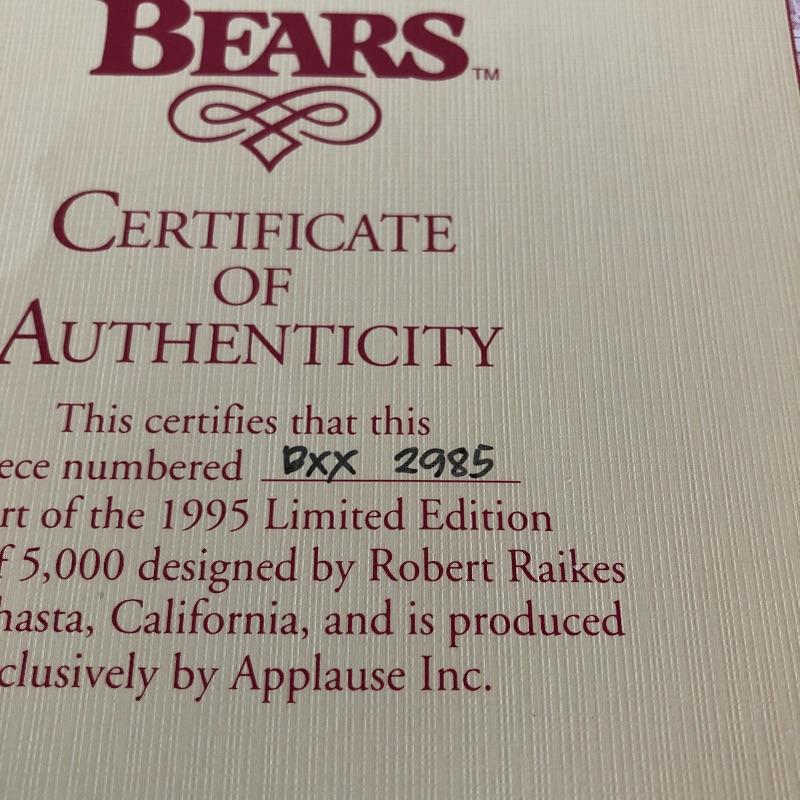 BEARS™
CERTIFICATE
OF
AUTHENTICITY
This certifies that this
ece numbered BXX 2985
rt of the 1995 Limited Edition
f 5,000 designed by Robert Raikes
hasta, California, and is produced
clusively by Applause Inc.